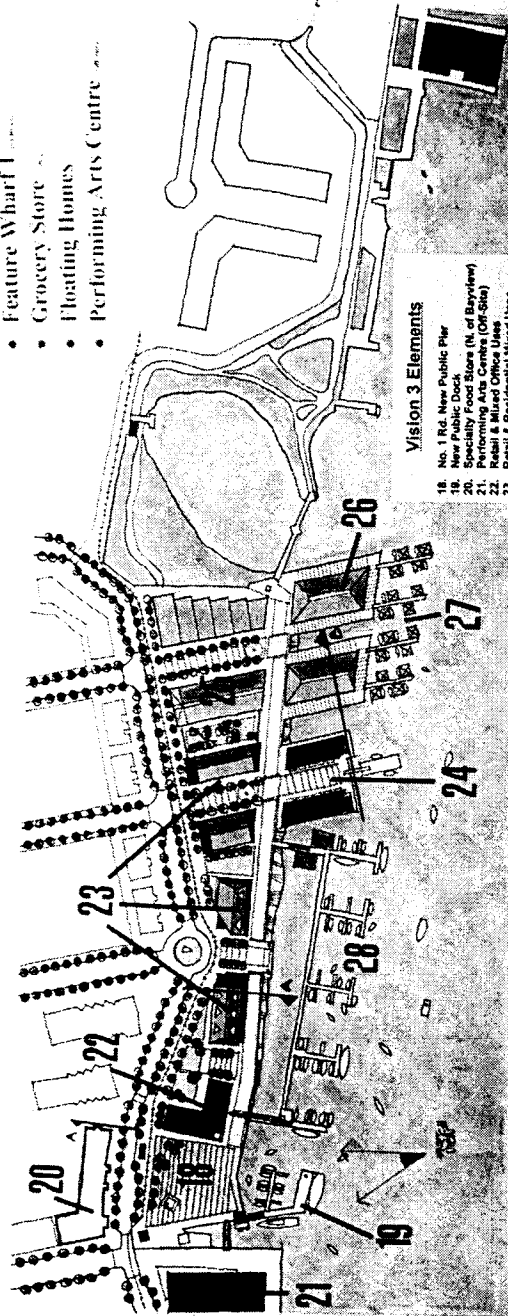 • Feature Wharf
• Grocery Store
• Floating Homes
• Performing Arts Centre
Vision 3 Elements
18. No. 1 Rd. New Public Pier
19. New Public Dock
20. Specialty Food Store (N. of Bayview)
21. Performing Arts Centre (Off-Site)
22. Retail & Mixed Office Uses
18
19
20
21
22
23
24
26
27
28
A
A